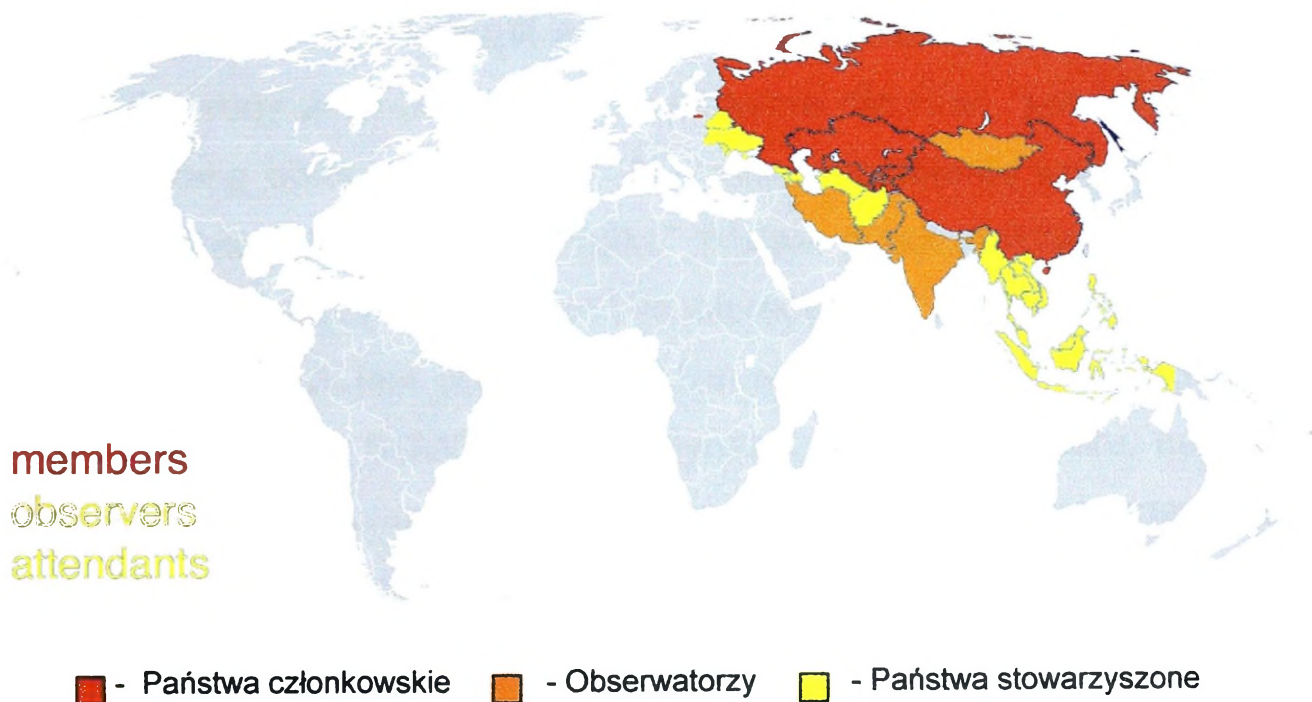 members
observers
attendants
- Państwa członkowskie - Obserwatorzy - Państwa stowarzyszone